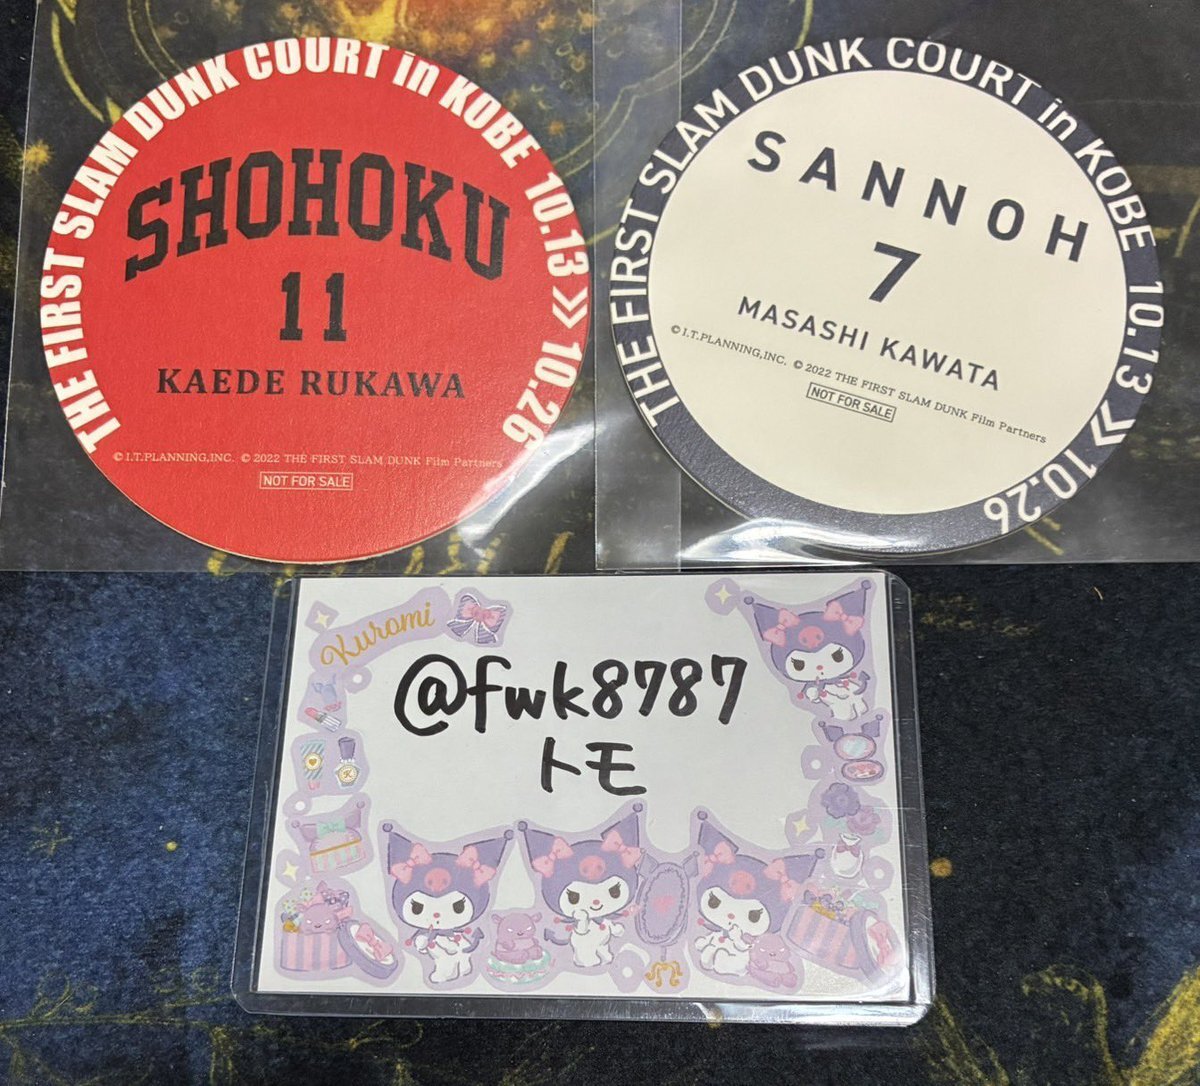 THE FIRST SLAM DUNK COURT in KOBE 10.13 » 10.26
SHOHOKU
11
KAEDE RUKAWA
© I.T.PLANNING,INC. © 2022 THE FIRST SLAM DUNK Film Partners
NOT FOR SALE
THE FIRST SLAM DUNK COURT in KOBE 10.13 » 10.26
SANNOH
7
MASASHI KAWATA
© I.T.PLANNING,INC. © 2022 THE FIRST SLAM DUNK Film Partners
NOT FOR SALE
Kuromi
@fwk8787
トモ